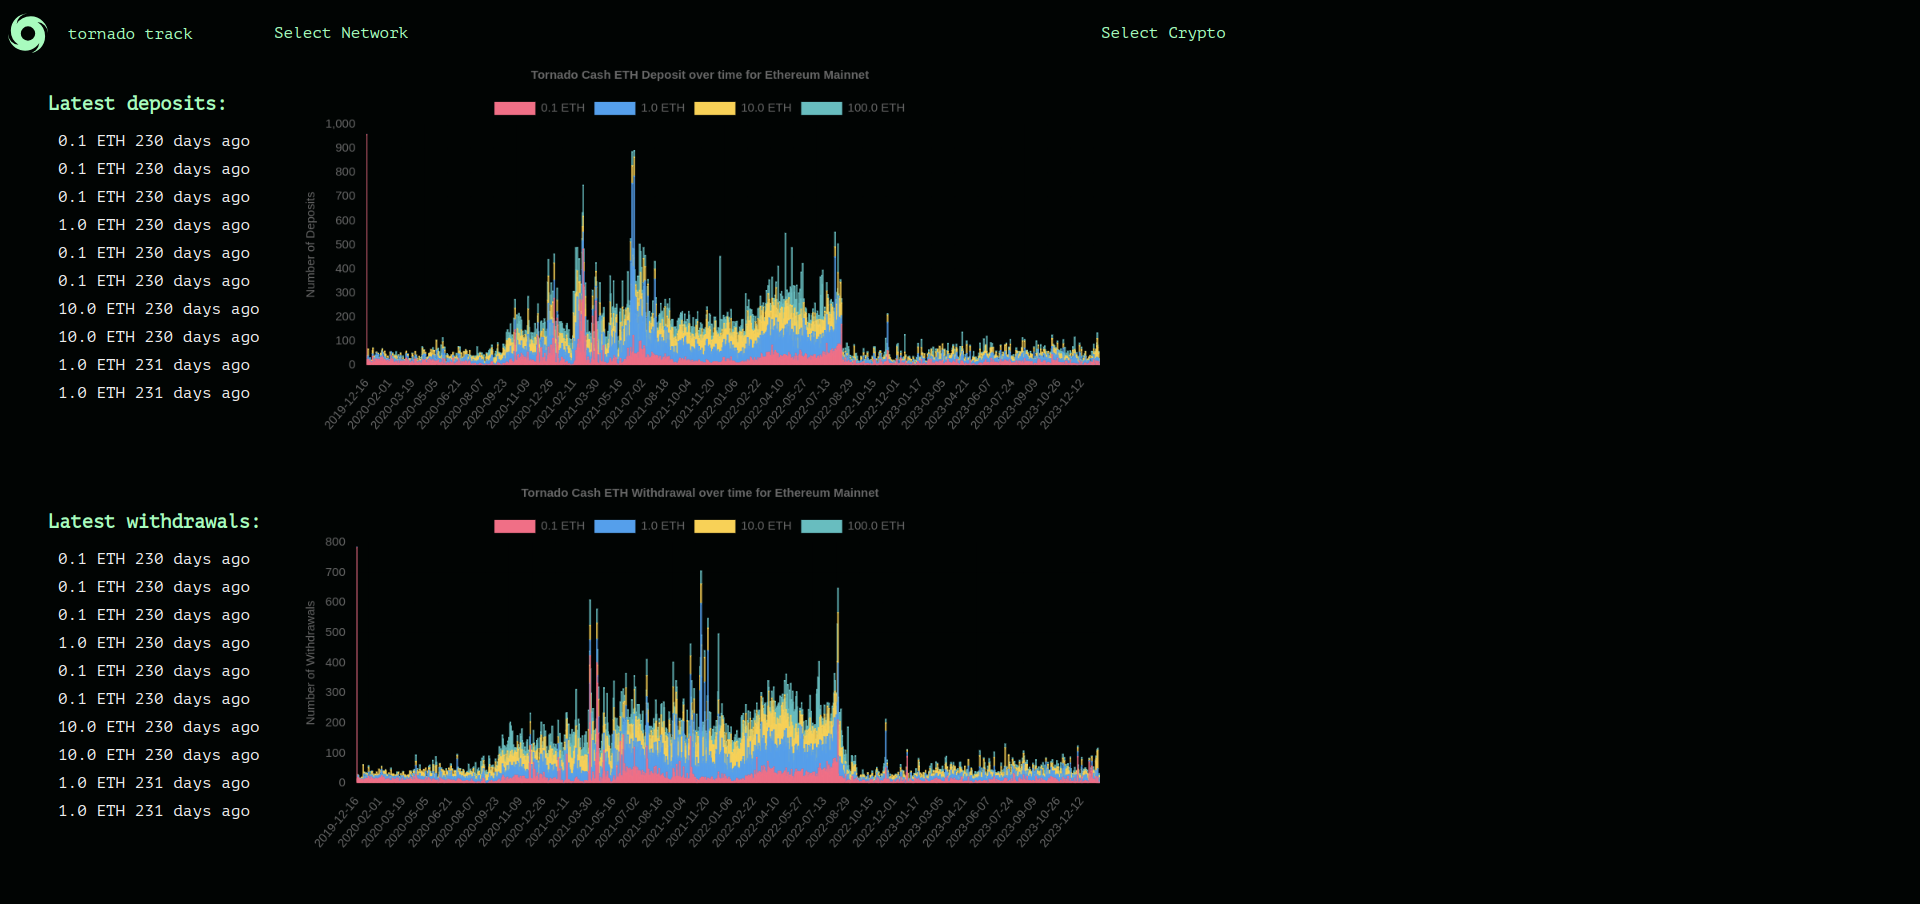 tornado track
Select Network
Select Crypto
Latest deposits:
0.1 ETH 230 days ago
0.1 ETH 230 days ago
0.1 ETH 230 days ago
1.0 ETH 230 days ago
0.1 ETH 230 days ago
0.1 ETH 230 days ago
10.0 ETH 230 days ago
10.0 ETH 230 days ago
1.0 ETH 231 days ago
1.0 ETH 231 days ago
Tornado Cash ETH Deposit over time for Ethereum Mainnet
0.1 ETH 1.0 ETH 10.0 ETH 100.0 ETH
Number of Deposits
1,000
900
800
700
600
500
400
300
200
100
0
2019-12-16
2020-02-01
2020-03-19
2020-05-05
2020-06-21
2020-08-07
2020-09-23
2020-11-09
2020-12-26
2021-02-11
2021-03-30
2021-05-16
2021-07-02
2021-08-18
2021-10-04
2021-11-20
2022-01-06
2022-02-22
2022-04-10
2022-05-27
2022-07-13
2022-08-29
2022-10-15
2022-12-01
2023-01-17
2023-03-05
2023-04-21
2023-06-07
2023-07-24
2023-09-09
2023-10-26
2023-12-12
Latest withdrawals:
0.1 ETH 230 days ago
0.1 ETH 230 days ago
0.1 ETH 230 days ago
1.0 ETH 230 days ago
0.1 ETH 230 days ago
0.1 ETH 230 days ago
10.0 ETH 230 days ago
10.0 ETH 230 days ago
1.0 ETH 231 days ago
1.0 ETH 231 days ago
Tornado Cash ETH Withdrawal over time for Ethereum Mainnet
0.1 ETH 1.0 ETH 10.0 ETH 100.0 ETH
Number of Withdrawals
800
700
600
500
400
300
200
100
0
2019-12-16
2020-02-01
2020-03-19
2020-05-05
2020-06-21
2020-08-07
2020-09-23
2020-11-09
2020-12-26
2021-02-11
2021-03-30
2021-05-16
2021-07-02
2021-08-18
2021-10-04
2021-11-20
2022-01-06
2022-02-22
2022-04-10
2022-05-27
2022-07-13
2022-08-29
2022-10-15
2022-12-01
2023-01-17
2023-03-05
2023-04-21
2023-06-07
2023-07-24
2023-09-09
2023-10-26
2023-12-12